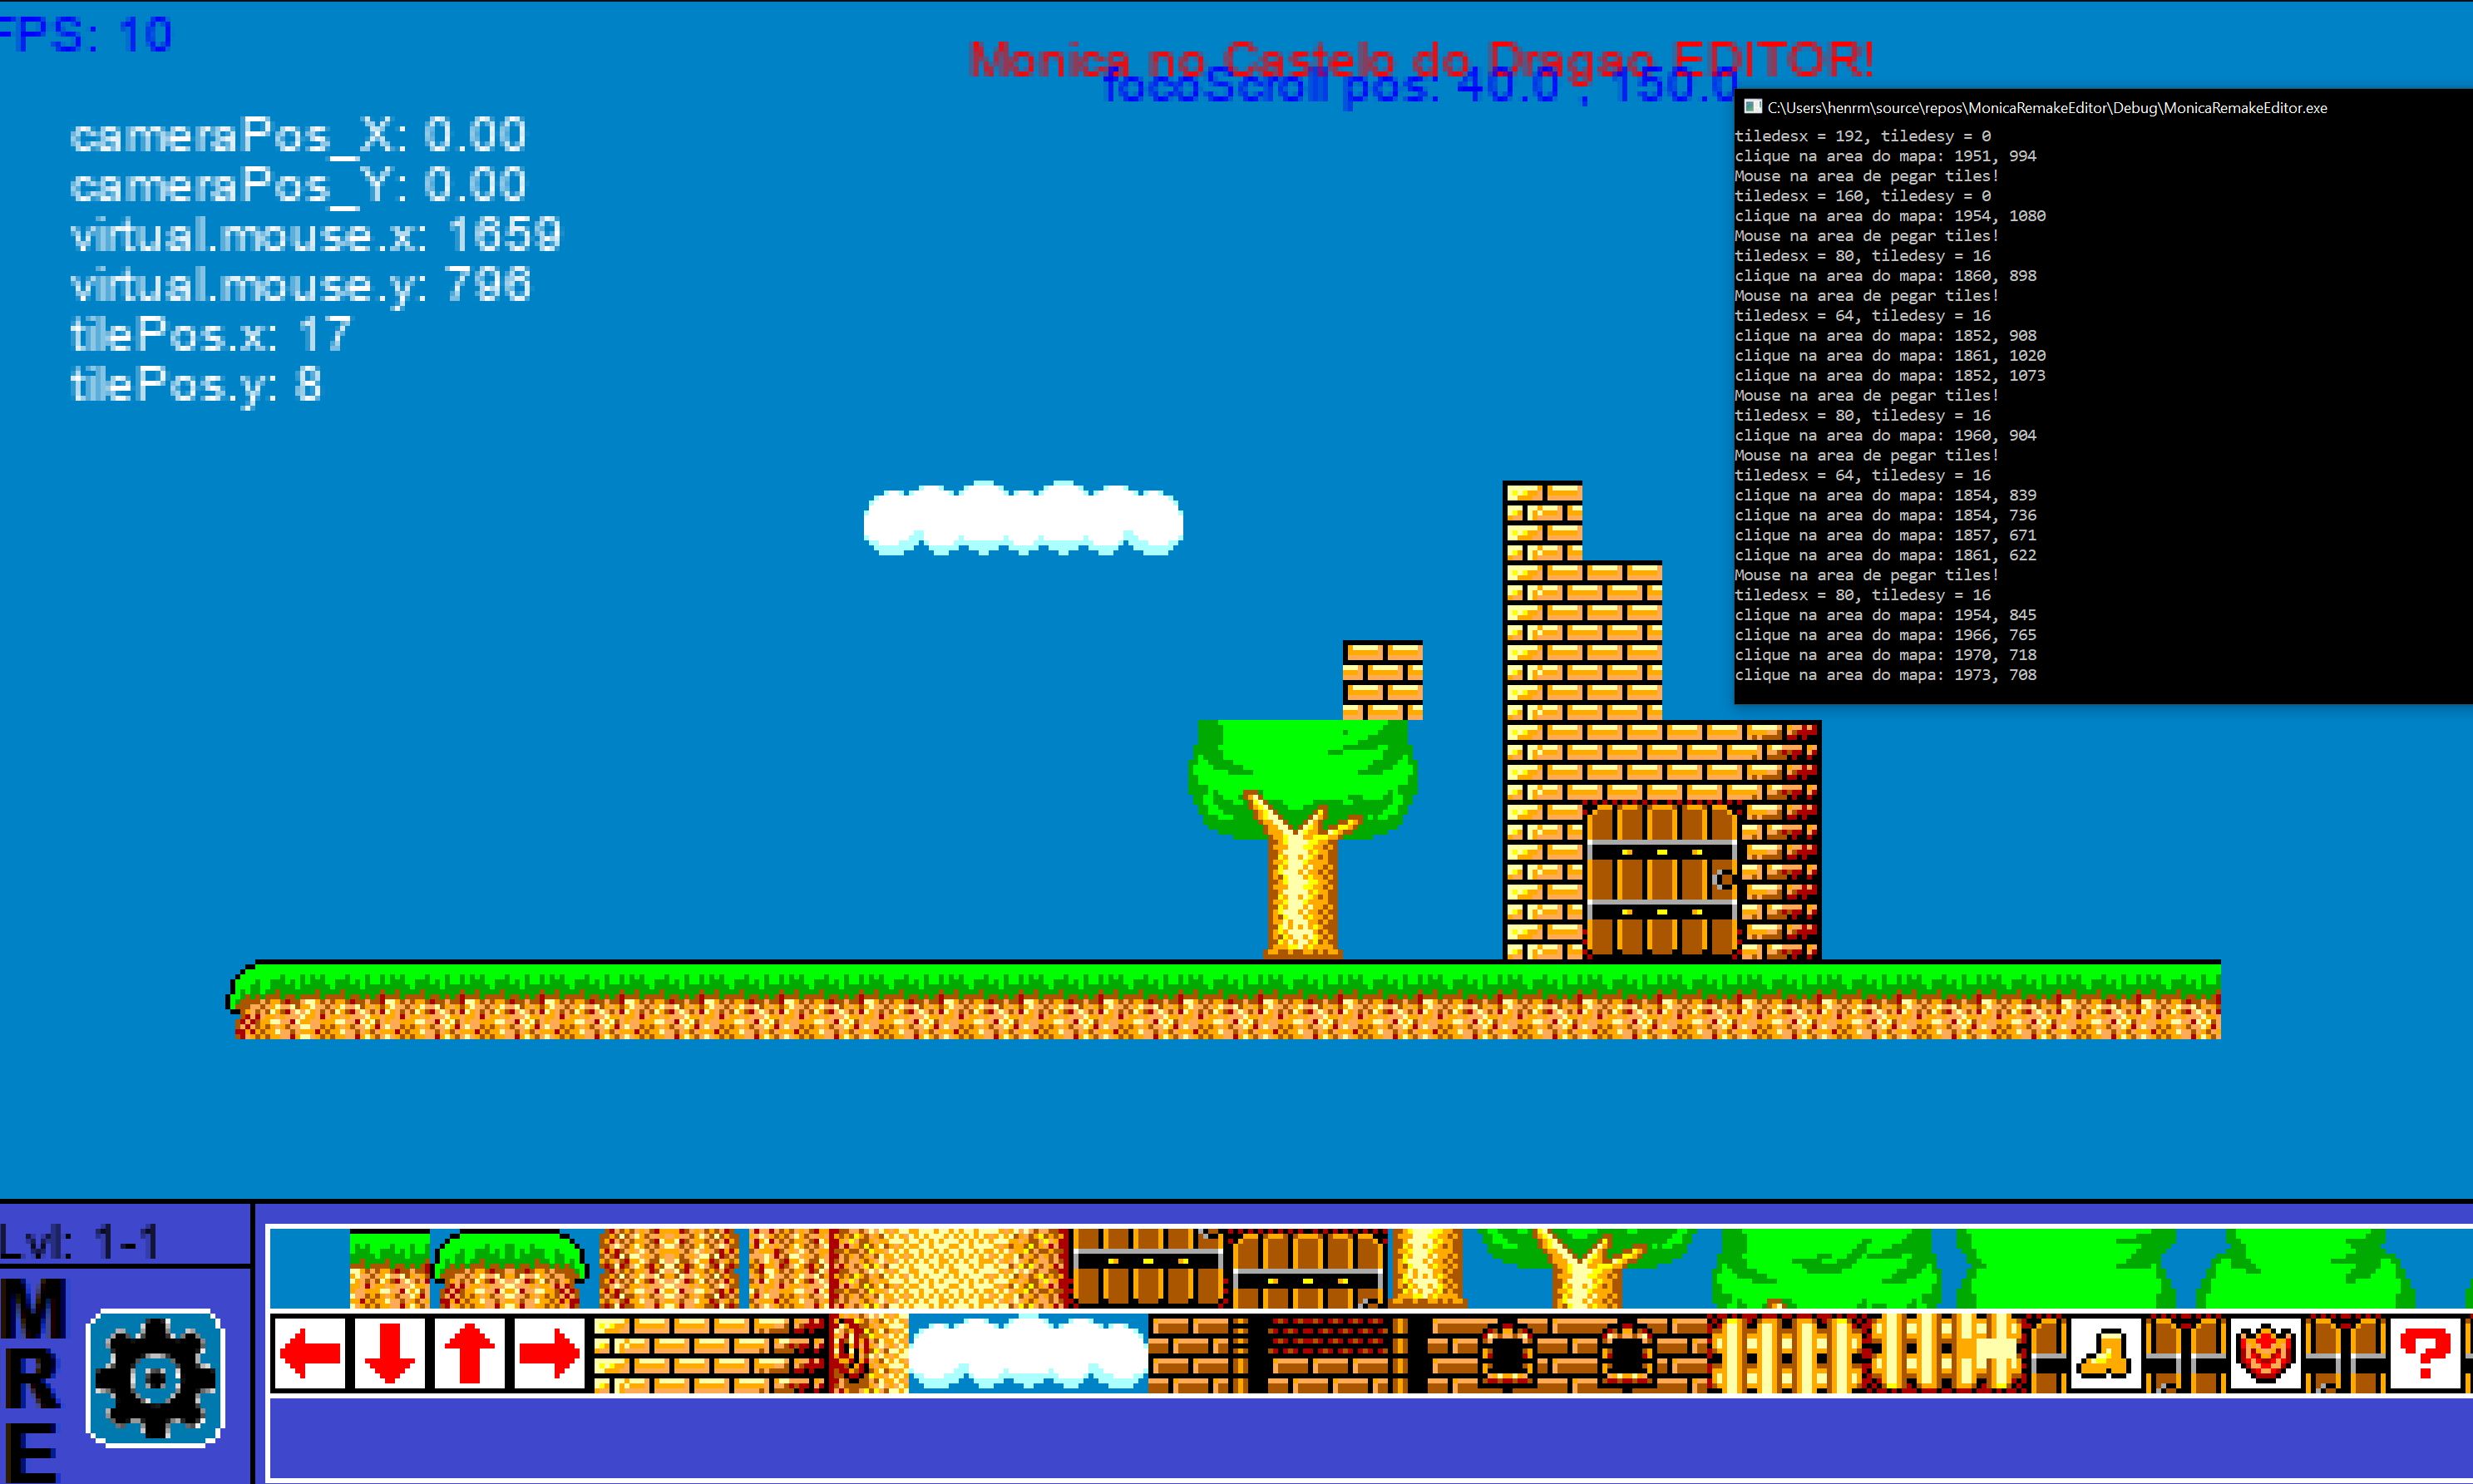 FPS: 10
Monica no Castelo do Dragao EDITOR!
focoScroll pos: 40.0 , 150.0
cameraPos_X: 0.00
cameraPos_Y: 0.00
virtual.mouse.x: 1659
virtual.mouse.y: 796
tilePos.x: 17
tilePos.y: 8
C:\Users\henrm\source\repos\MonicaRemakeEditor\Debug\MonicaRemakeEditor.exe
tiledesx = 192, tiledesy = 0
clique na area do mapa: 1951, 994
Mouse na area de pegar tiles!
tiledesx = 160, tiledesy = 0
clique na area do mapa: 1954, 1080
Mouse na area de pegar tiles!
tiledesx = 80, tiledesy = 16
clique na area do mapa: 1860, 898
Mouse na area de pegar tiles!
tiledesx = 64, tiledesy = 16
clique na area do mapa: 1852, 908
clique na area do mapa: 1861, 1020
clique na area do mapa: 1852, 1073
Mouse na area de pegar tiles!
tiledesx = 80, tiledesy = 16
clique na area do mapa: 1960, 904
Mouse na area de pegar tiles!
tiledesx = 64, tiledesy = 16
clique na area do mapa: 1854, 839
clique na area do mapa: 1854, 736
clique na area do mapa: 1857, 671
clique na area do mapa: 1861, 622
Mouse na area de pegar tiles!
tiledesx = 80, tiledesy = 16
clique na area do mapa: 1954, 845
clique na area do mapa: 1966, 765
clique na area do mapa: 1970, 718
clique na area do mapa: 1973, 708
Lvl: 1-1
M
R
E
?